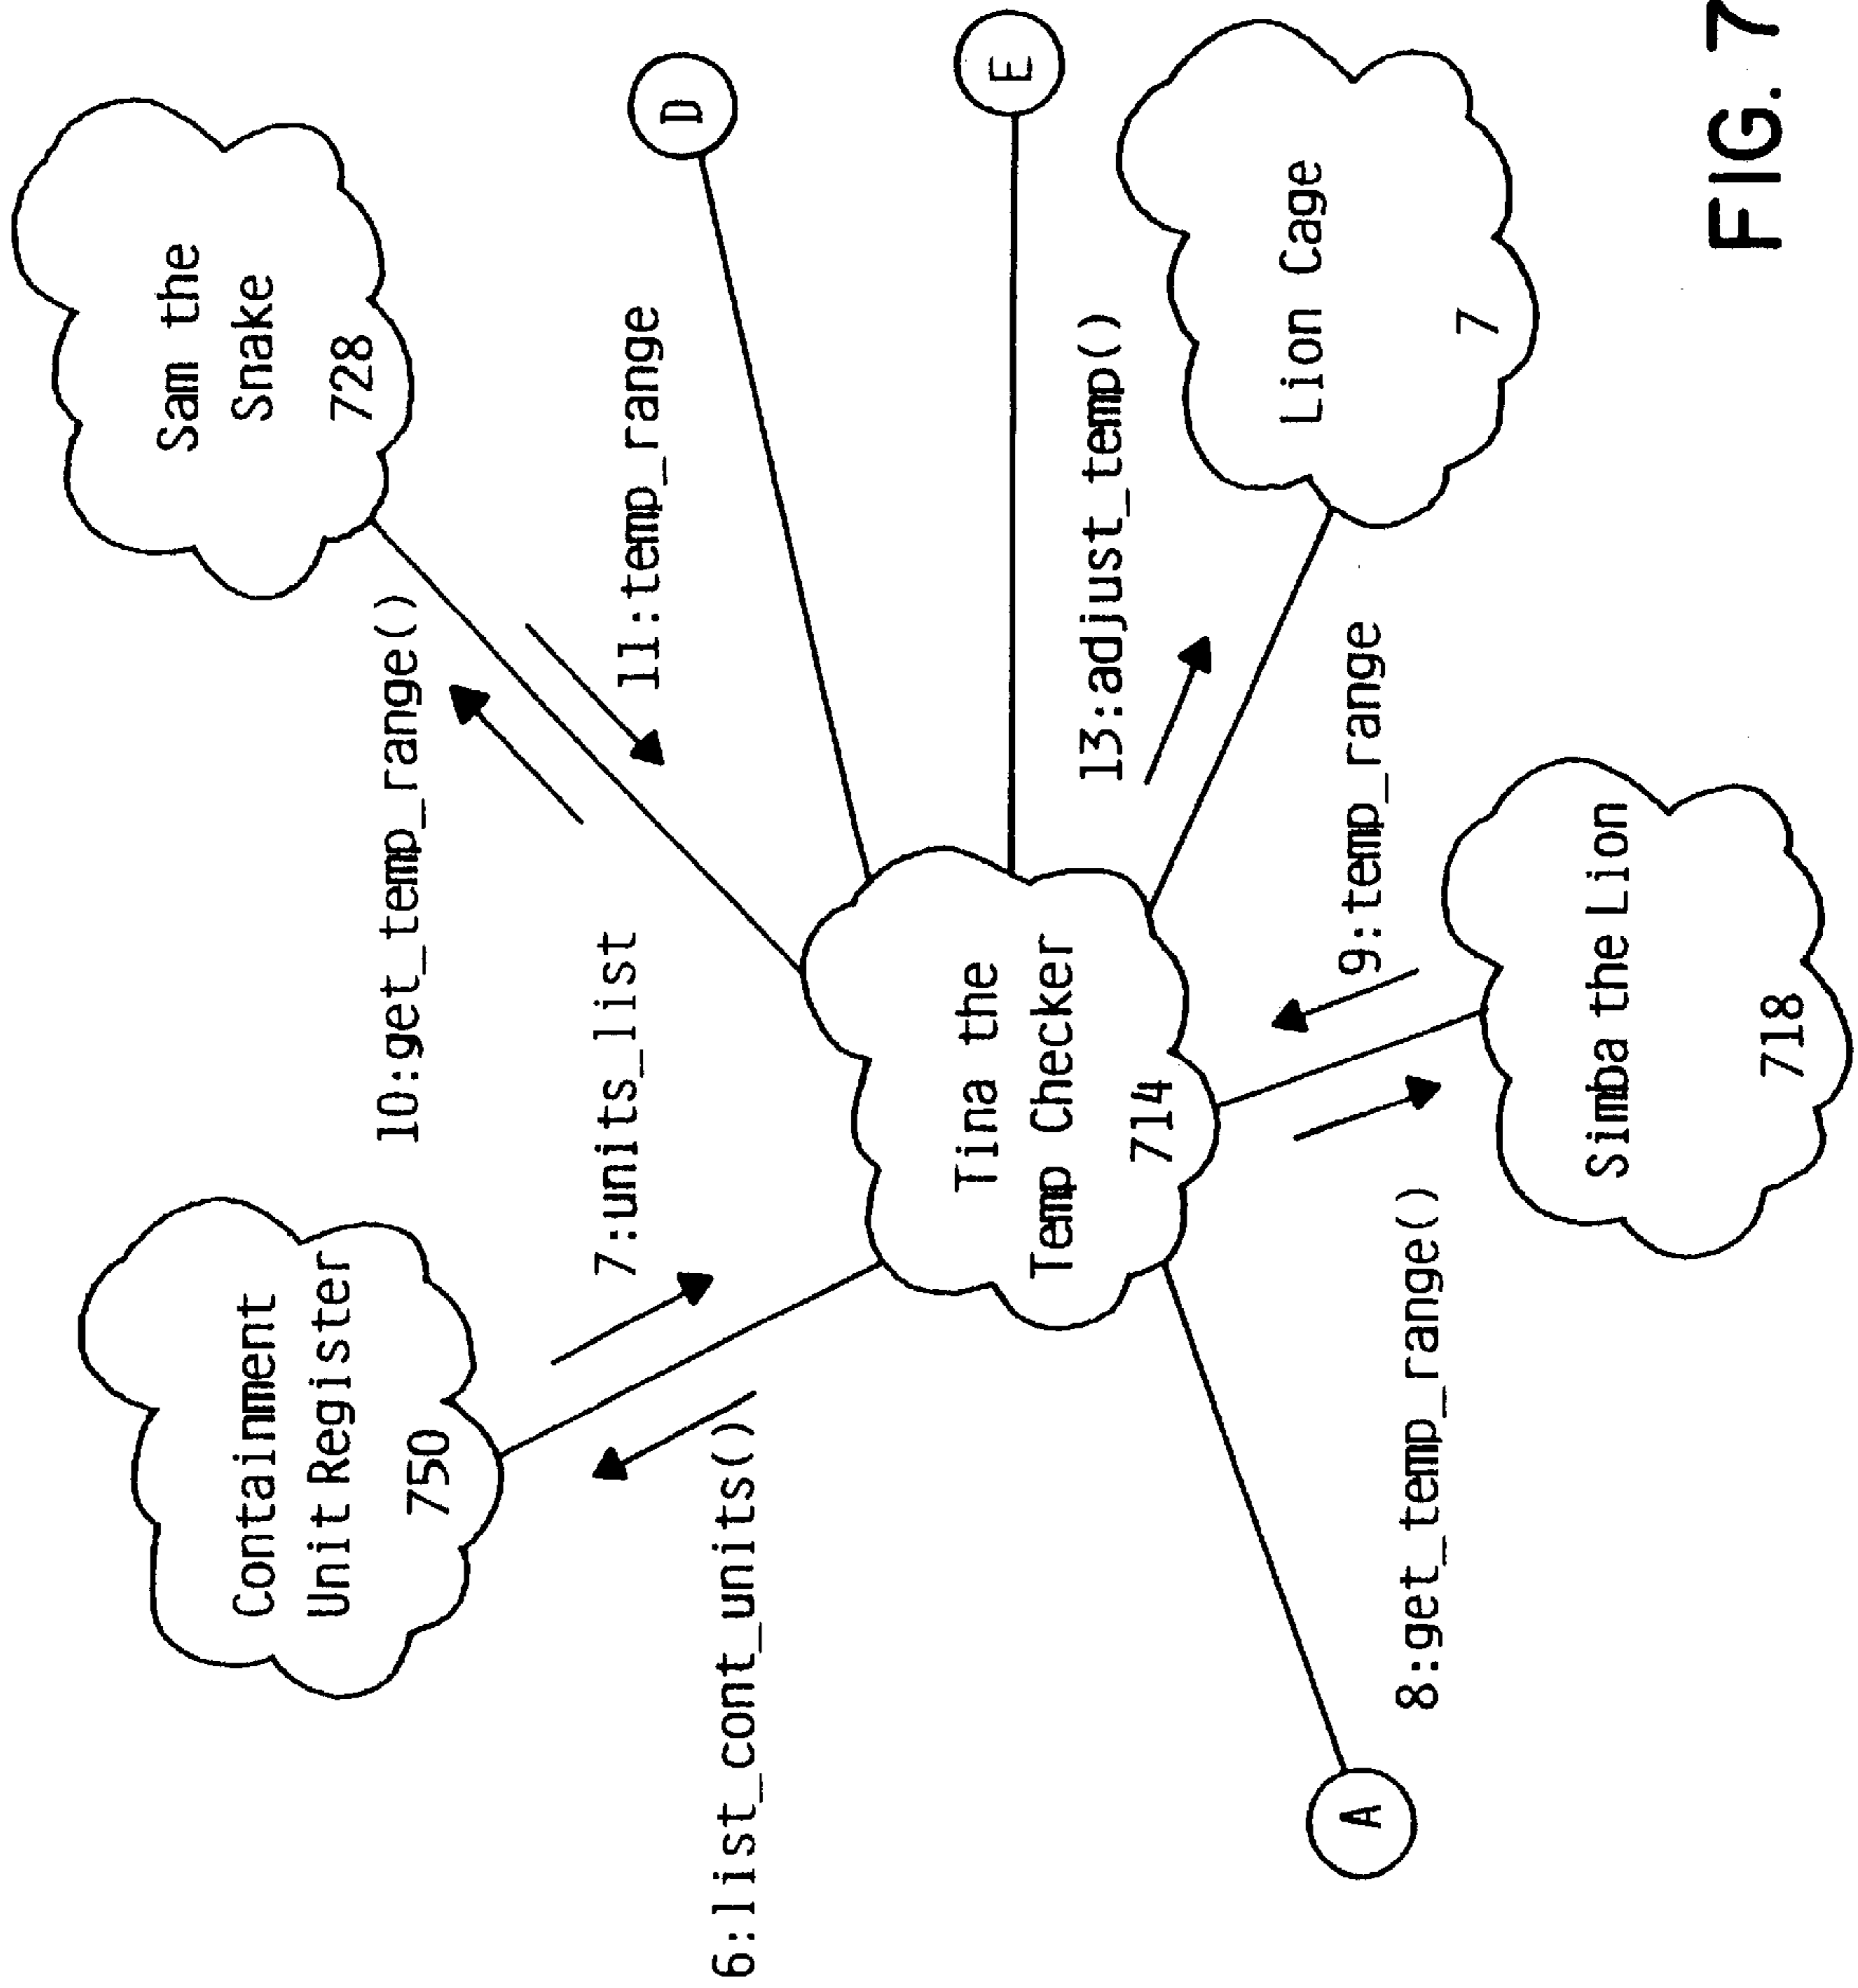 Containment
Unit Register
750
Sam the
Snake
728
10:get_temp_range()
7:units_list
11:temp_range
6:list_cont_units()
D
Tina the
Temp Checker
714
E
13:adjust_temp()
Lion Cage
7
9:temp_range
8:get_temp_range()
A
Simba the Lion
718
FIG. 7